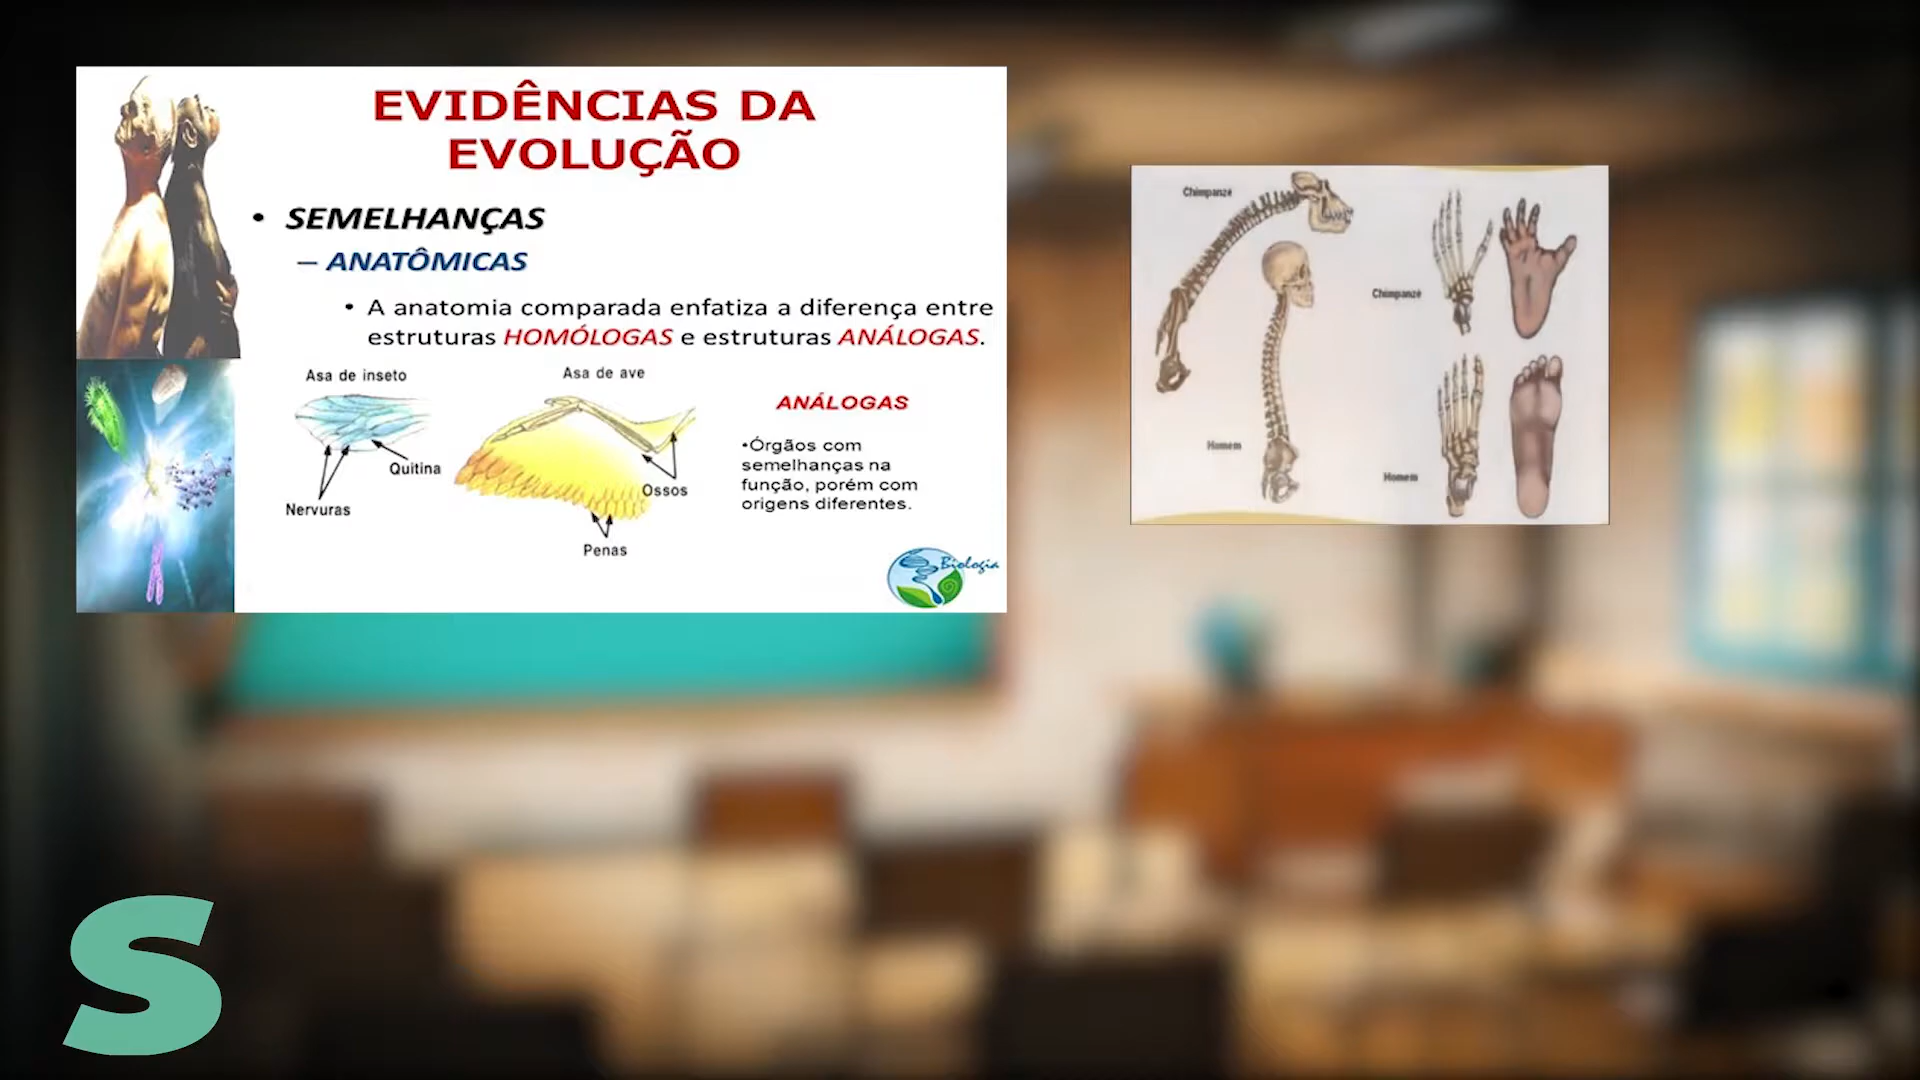 EVIDÊNCIAS DA
EVOLUÇÃO
• SEMELHANÇAS
– ANATÔMICAS
• A anatomia comparada enfatiza a diferença entre
estruturas HOMÓLOGAS e estruturas ANÁLOGAS.
Asa de inseto
Quitina
Nervuras
Asa de ave
Ossos
Penas
ANÁLOGAS
•Órgãos com
semelhanças na
função, porém com
origens diferentes.
Biologia
Chimpanzé
Homem
Chimpanzé
Homem
S